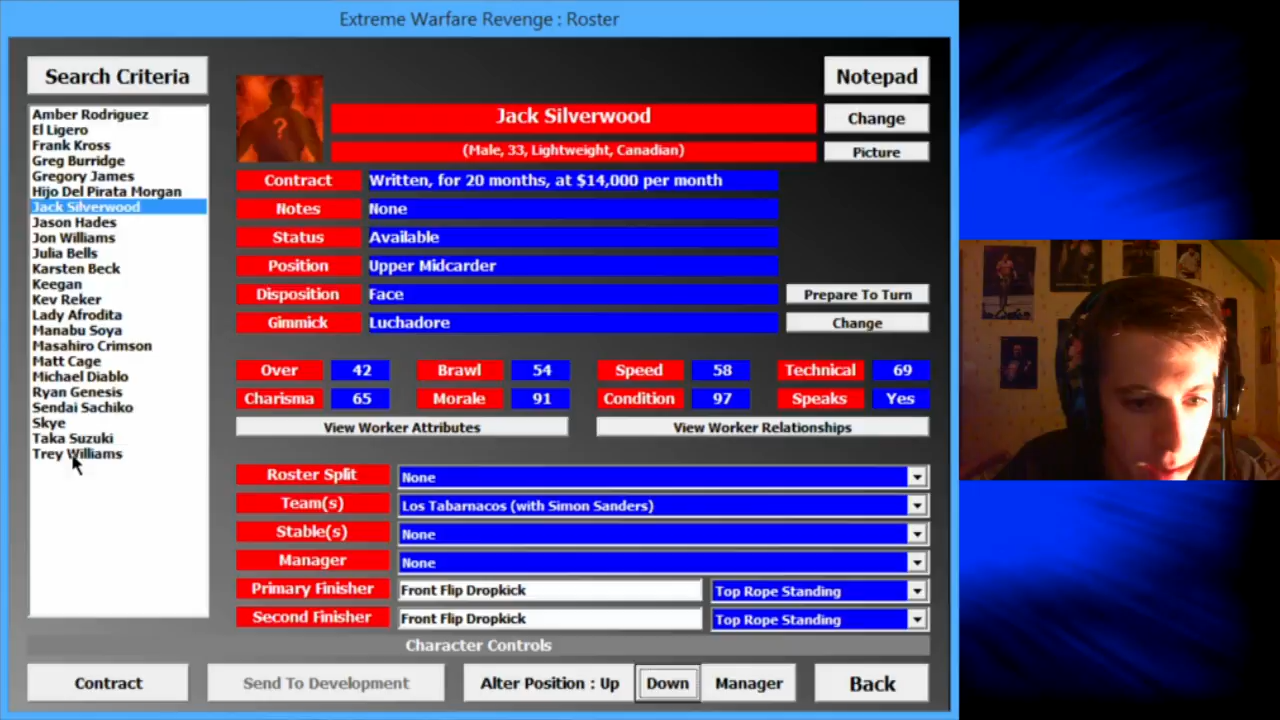 Extreme Warfare Revenge : Roster
Search Criteria
Amber Rodriguez
El Ligero
Frank Kross
Greg Burridge
Gregory James
Hijo Del Pirata Morgan
Jack Silverwood
Jason Hades
Jon Williams
Julia Bells
Karsten Beck
Keegan
Kev Reker
Lady Afrodita
Manabu Soya
Masahiro Crimson
Matt Cage
Michael Diablo
Ryan Genesis
Sendai Sachiko
Skye
Taka Suzuki
Trey Williams
?
Jack Silverwood
(Male, 33, Lightweight, Canadian)
Notepad
Change
Picture
Contract Written, for 20 months, at $14,000 per month
Notes None
Status Available
Position Upper Midcarder
Disposition Face Prepare To Turn
Gimmick Luchadore Change
Over 42 Brawl 54 Speed 58 Technical 69
Charisma 65 Morale 91 Condition 97 Speaks Yes
View Worker Attributes View Worker Relationships
Roster Split None
Team(s) Los Tabarnacos (with Simon Sanders)
Stable(s) None
Manager None
Primary Finisher Front Flip Dropkick Top Rope Standing
Second Finisher Front Flip Dropkick Top Rope Standing
Character Controls
Contract Send To Development Alter Position : Up Down Manager Back